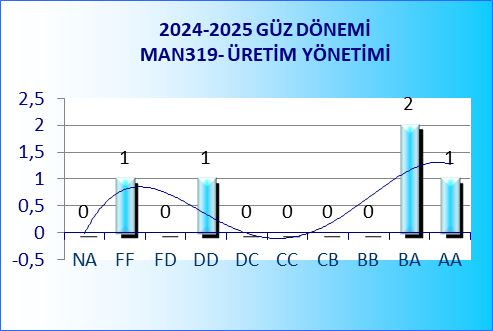 2024-2025 GÜZ DÖNEMİ
MAN319- ÜRETİM YÖNETİMİ
2,5
2
1,5
1
0,5
0
-0,5
0 1 0 1 0 0 0 0 2 1
NA FF FD DD DC CC CB BB BA AA